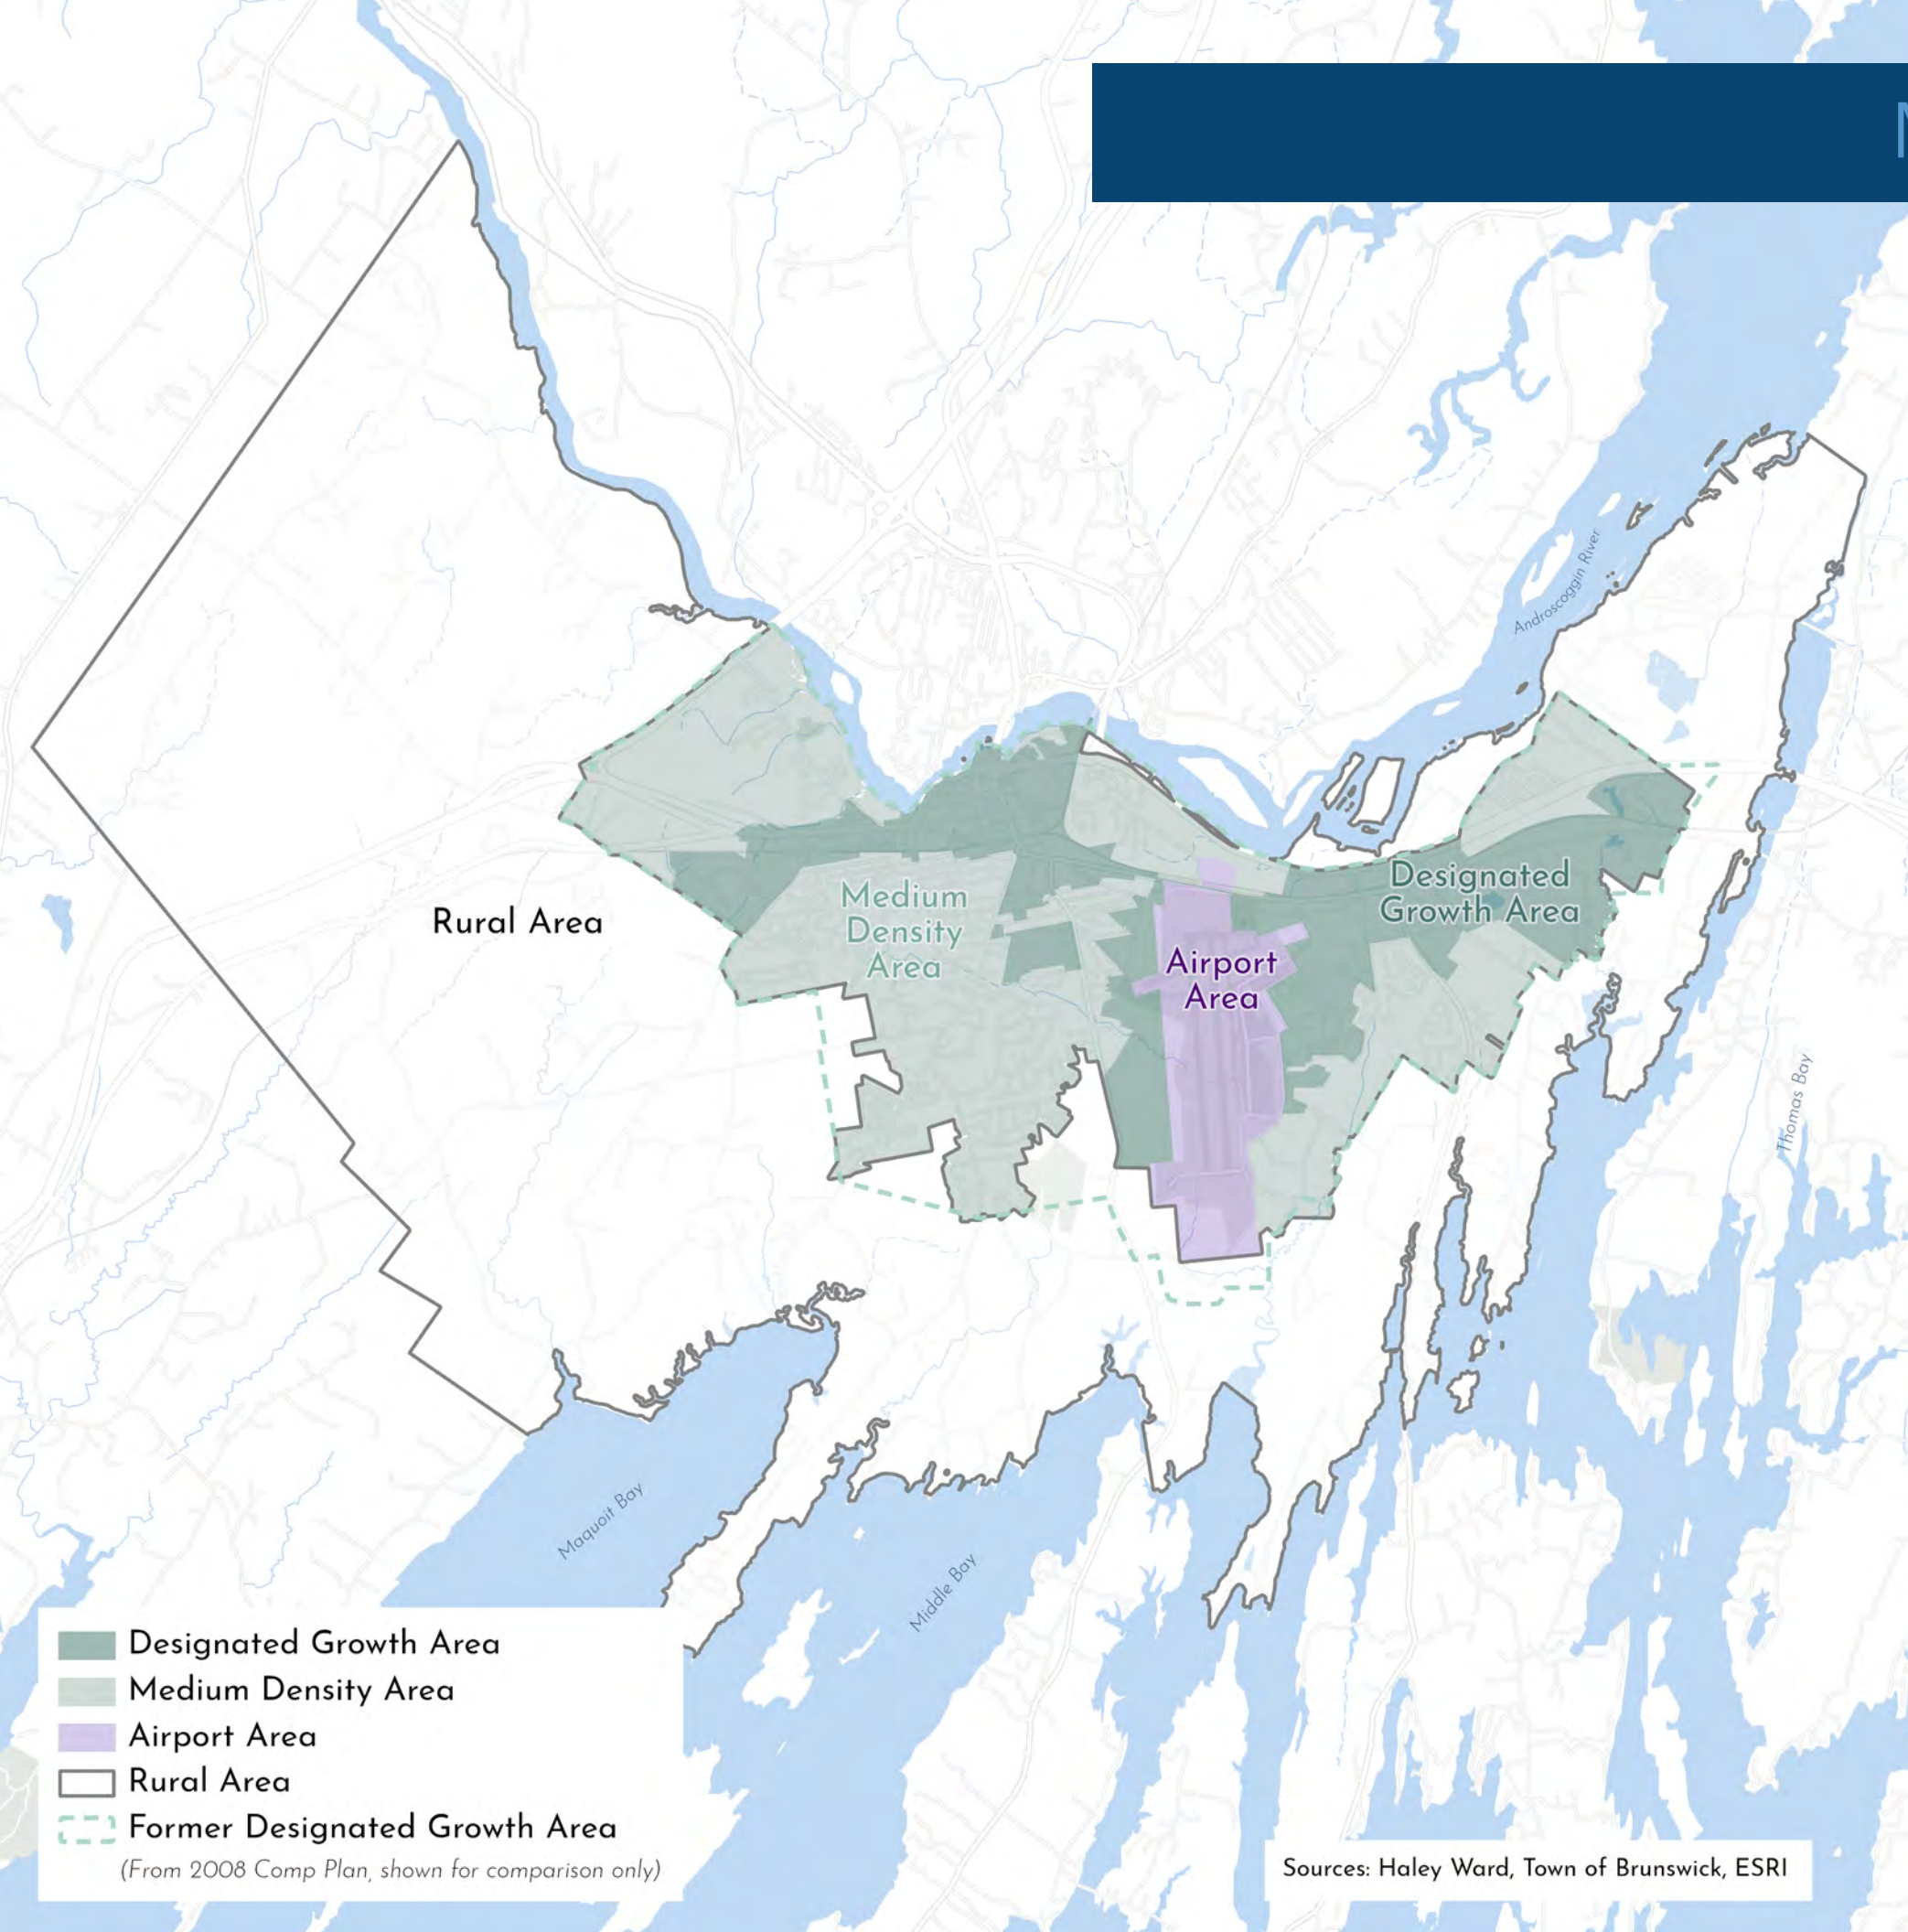 Androscoggin River
Designated
Growth Area
Medium
Density
Area
Rural Area
Airport
Area
Thomas Bay
Maquoit Bay
Middle Bay
Designated Growth Area
Medium Density Area
Airport Area
Rural Area
Former Designated Growth Area
(From 2008 Comp Plan, shown for comparison only)
Sources: Haley Ward, Town of Brunswick, ESRI